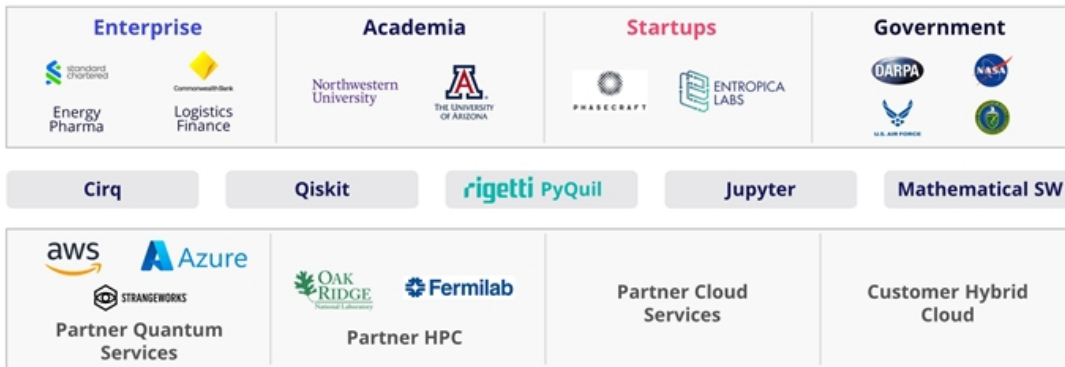 Enterprise
Academia
Startups
Government
standard
chartered
CommonwealthBank
Energy
Pharma
Logistics
Finance
Northwestern
University
A
THE UNIVERSITY
OF ARIZONA
PHASECRAFT
ENTROPICA
LABS
DARPA
NASA
U.S. AIR FORCE
Cirq
Qiskit
rigetti PyQuil
Jupyter
Mathematical SW
aws
Azure
STRANGEWORKS
Partner Quantum
Services
OAK
RIDGE
National Laboratory
Fermilab
Partner HPC
Partner Cloud
Services
Customer Hybrid
Cloud